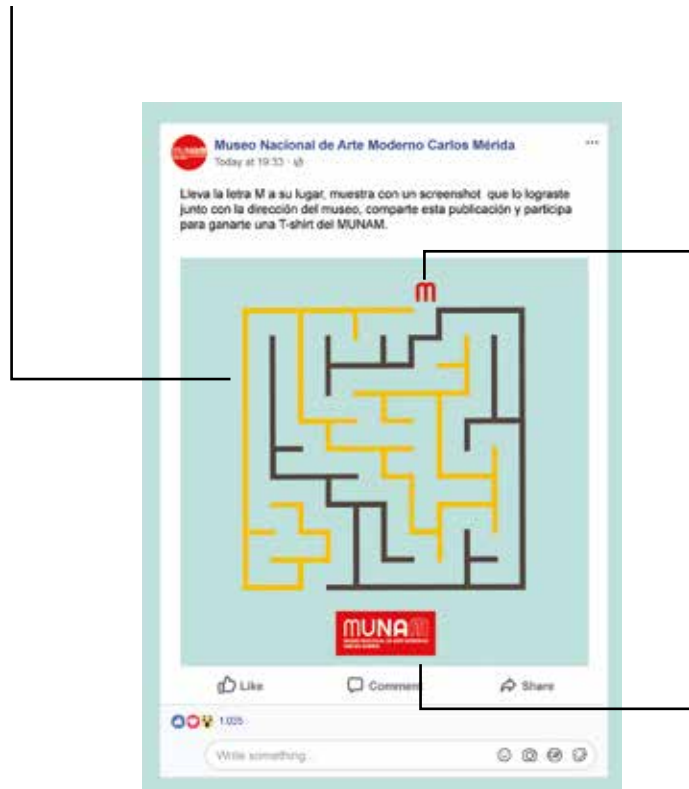 Museo Nacional de Arte Moderno Carlos Mérida
Today at 19:33
Lleva la letra M a su lugar, muestra con un screenshot que lo lograste
junto con la dirección del museo, comparte esta publicación y participa
para ganarte una T-shirt del MUNAM.
M
MUNAM
Like Comment Share
1.035
Write something